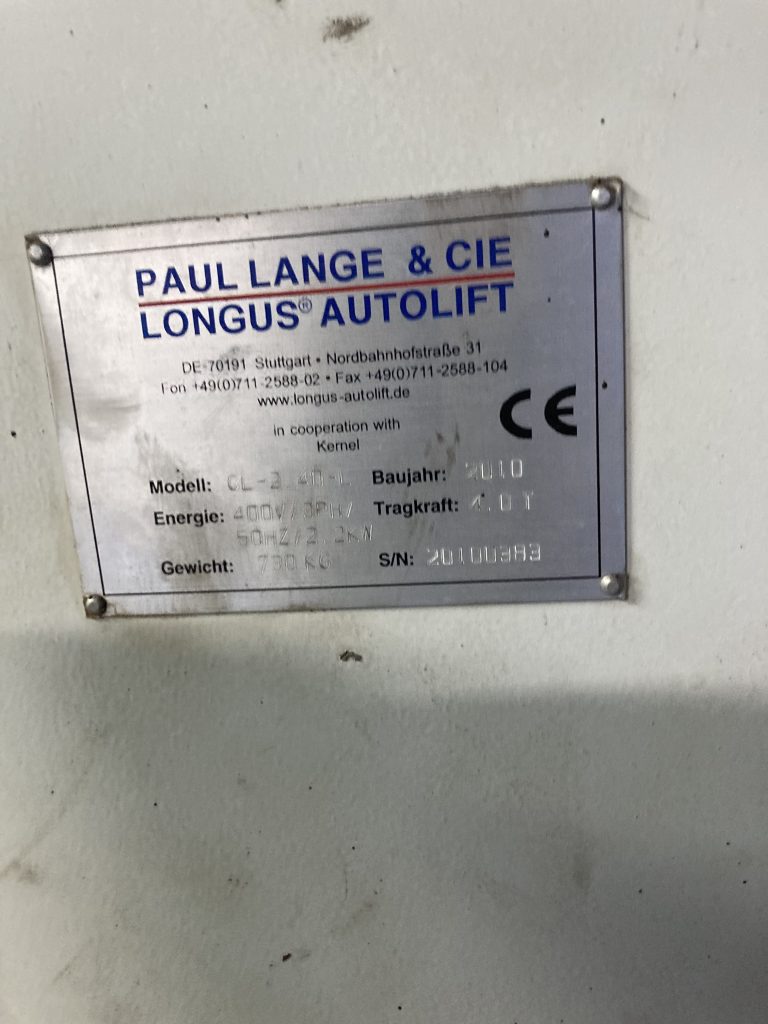 PAUL LANGE & CIE
LONGUS® AUTOLIFT
DE-70191 Stuttgart • Nordbahnhofstraße 31
Fon +49(0)711-2588-02 • Fax +49(0)711-2588-104
www.longus-autolift.de
in cooperation with
Kernel
CE
Modell: Baujahr: 2010
Energie: 400V/3PH/ Tragkraft: 4.0T
50HZ/2.2KW
Gewicht: S/N: 20100383